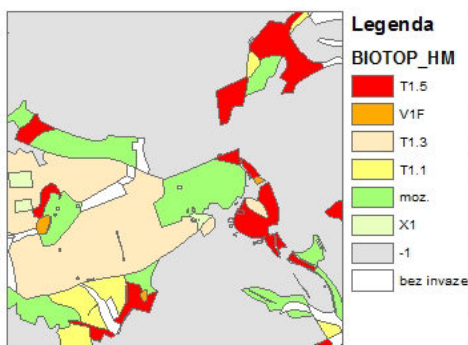 Legenda
BIOTOP_HM
T1.5
V1F
T1.3
T1.1
moz.
X1
-1
bez invaze